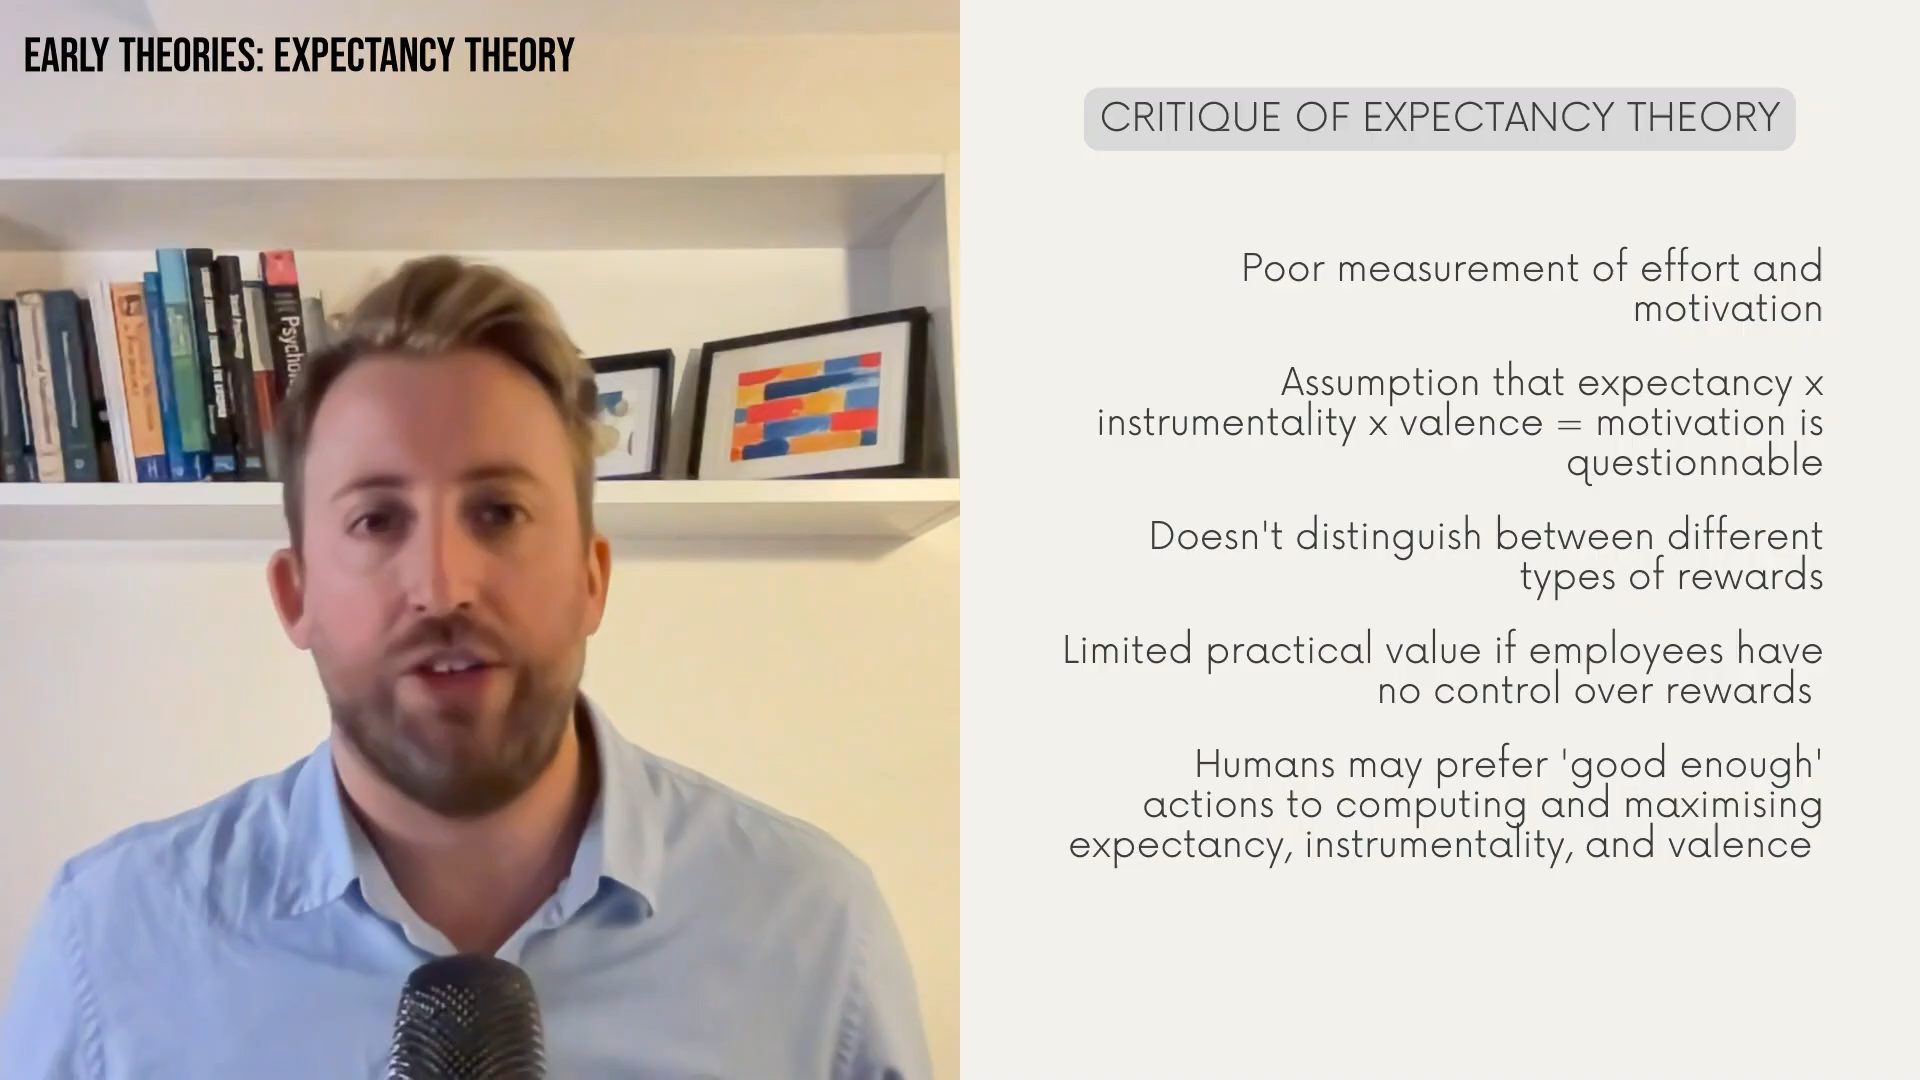 EARLY THEORIES: EXPECTANCY THEORY
CRITIQUE OF EXPECTANCY THEORY
Poor measurement of effort and
motivation
Assumption that expectancy x
instrumentality x valence = motivation is
questionnable
Doesn't distinguish between different
types of rewards
Limited practical value if employees have
no control over rewards
Humans may prefer 'good enough'
actions to computing and maximising
expectancy, instrumentality, and valence